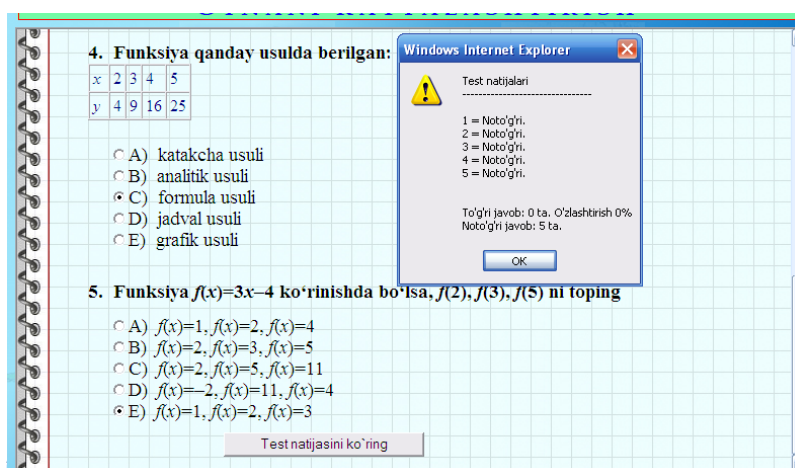 4. Funksiya qanday usulda berilgan:
x 2 3 4 5
y 4 9 16 25
A) katakcha usuli
B) analitik usuli
C) formula usuli
D) jadval usuli
E) grafik usuli
Windows Internet Explorer
Test natijalari
--------------------------------
1 = Noto'g'ri.
2 = Noto'g'ri.
3 = Noto'g'ri.
4 = Noto'g'ri.
5 = Noto'g'ri.
To'g'ri javob: 0 ta. O'zlashtirish 0%
Noto'g'ri javob: 5 ta.
OK
5. Funksiya f(x)=3x–4 ko‘rinishda bo‘lsa, f(2), f(3), f(5) ni toping
A) f(x)=1, f(x)=2, f(x)=4
B) f(x)=2, f(x)=3, f(x)=5
C) f(x)=2, f(x)=5, f(x)=11
D) f(x)=–2, f(x)=11, f(x)=4
E) f(x)=1, f(x)=2, f(x)=3
Test natijasini ko`ring